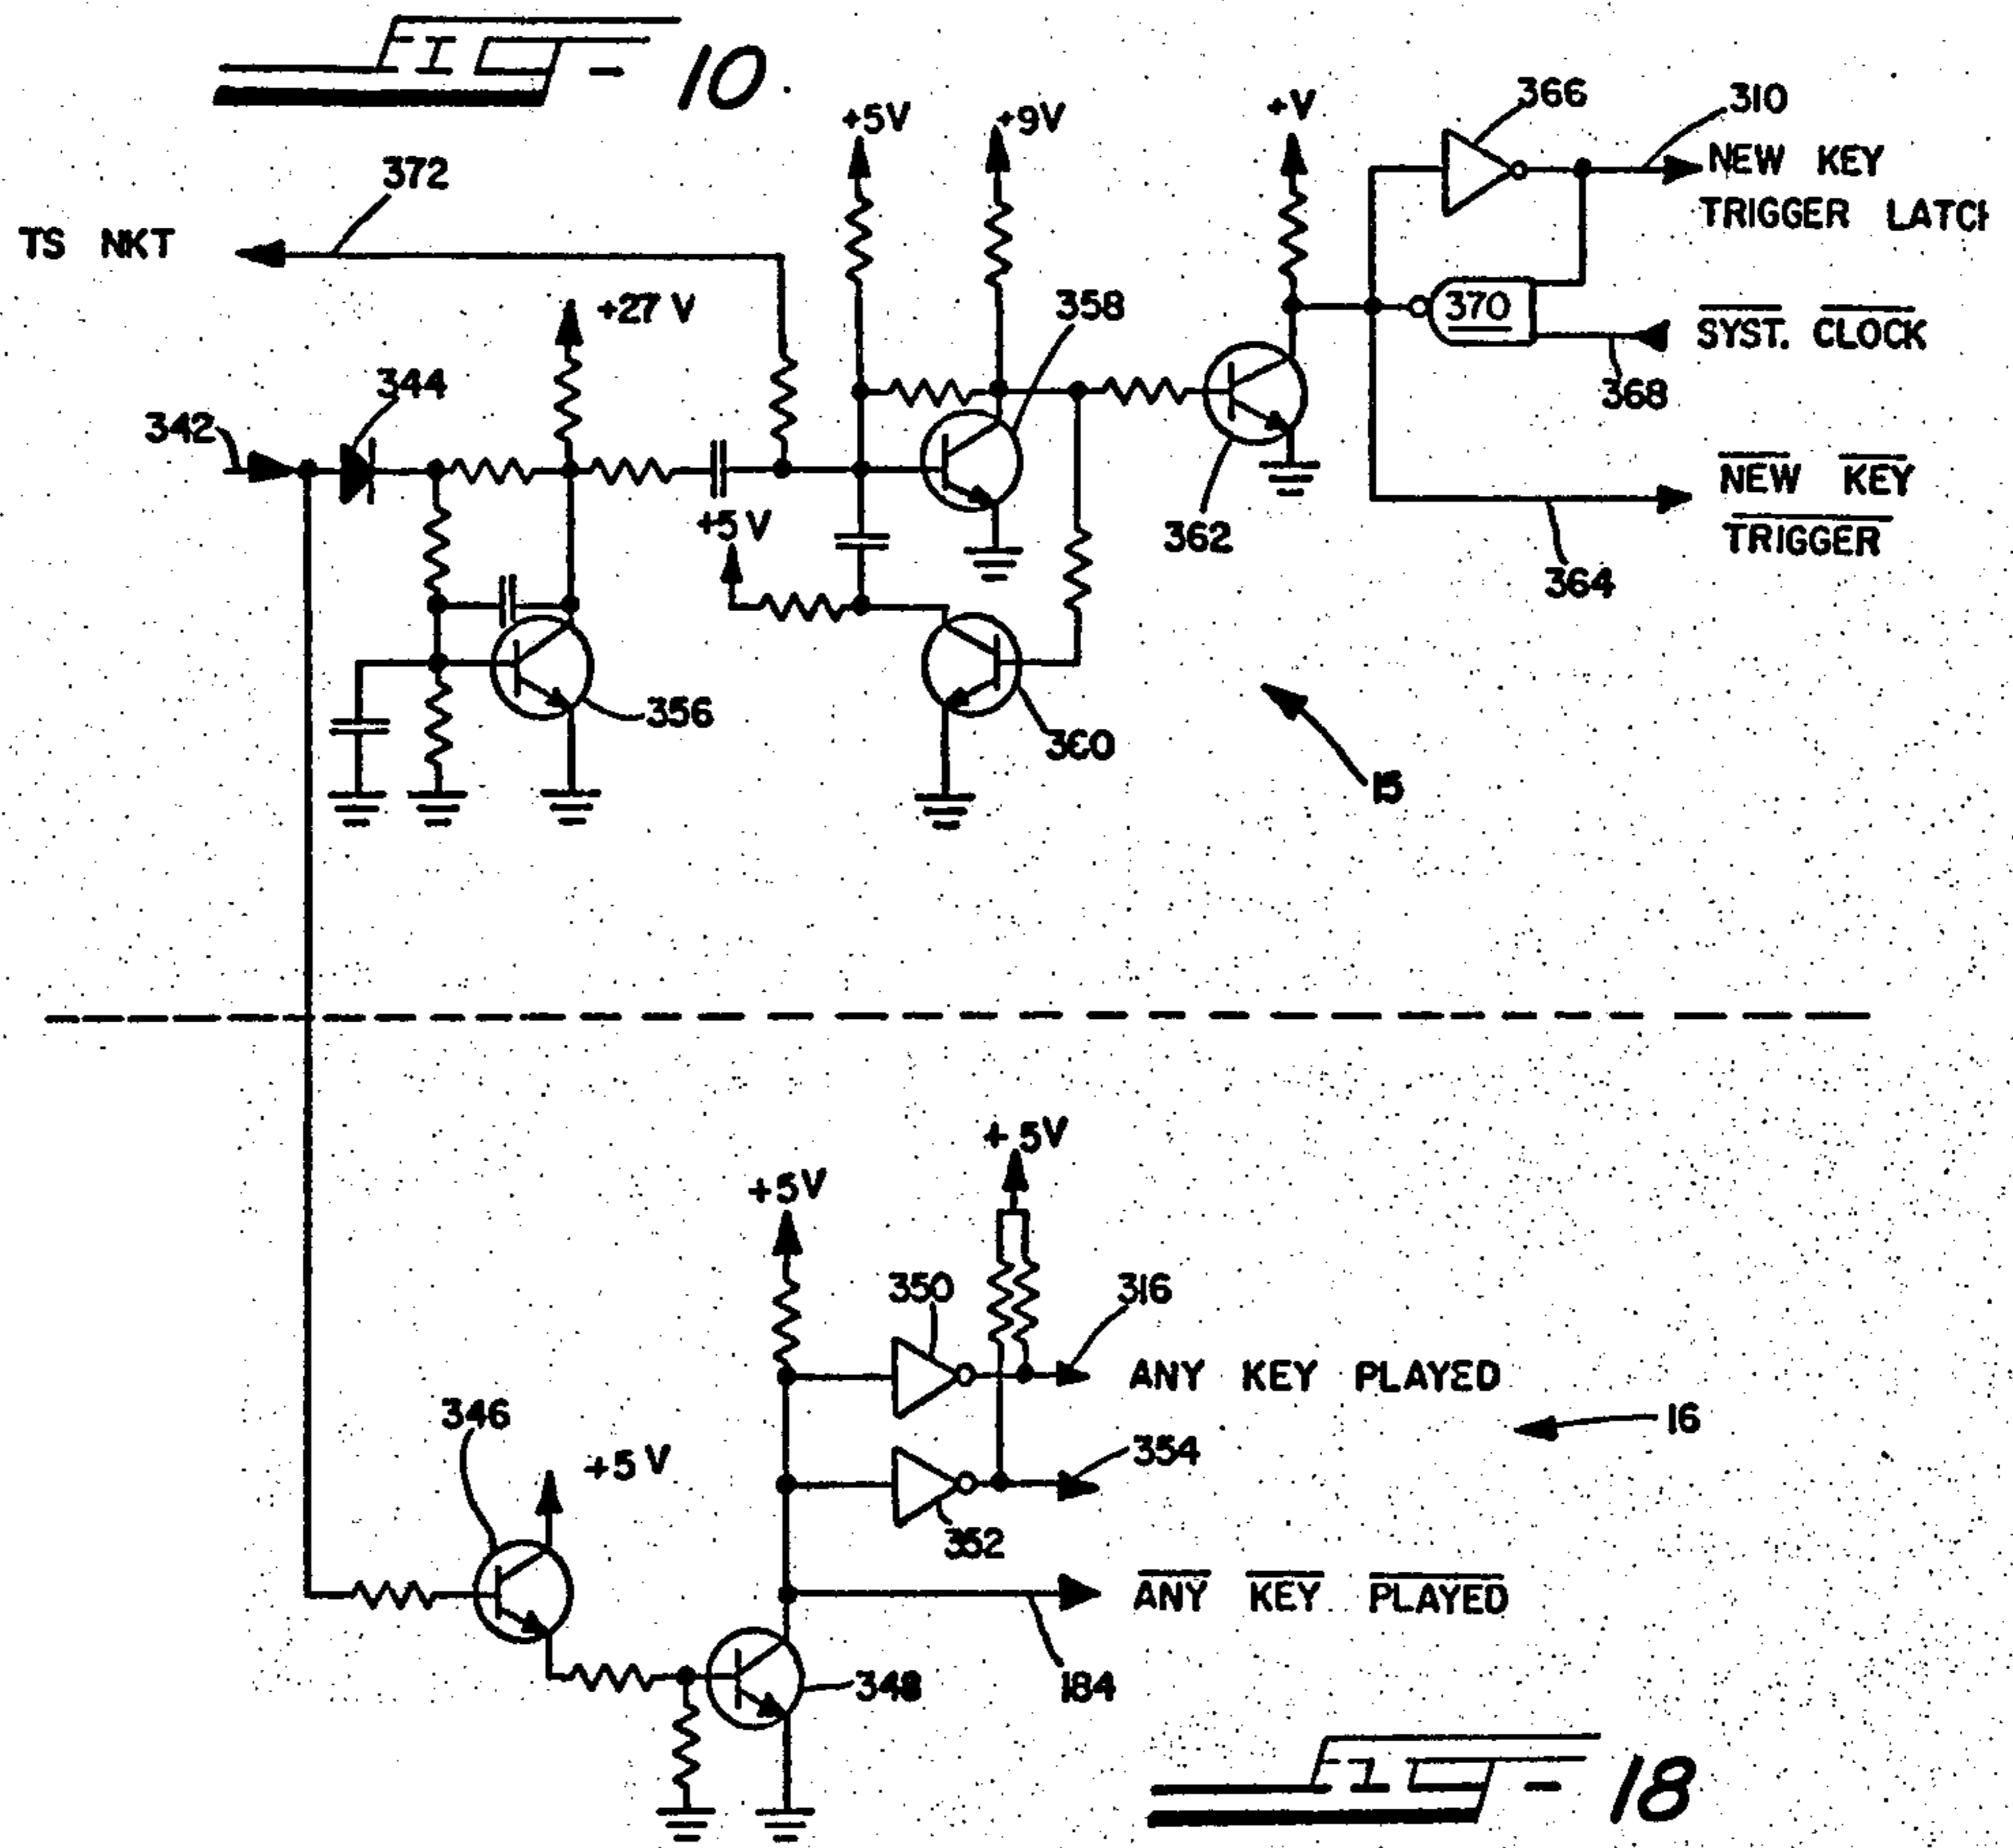 FIG- 10
+5V
+9V
+V
366
310
372
NEW KEY
TRIGGER LATCH
TS NKT
+27 V
358
370
SYST. CLOCK
344
368
342
+5V
NEW KEY
TRIGGER
362
364
356
360
15
+5V
+5V
350
316
ANY KEY PLAYED
346
16
+5V
354
352
ANY KEY PLAYED
348
184
FIG- 18